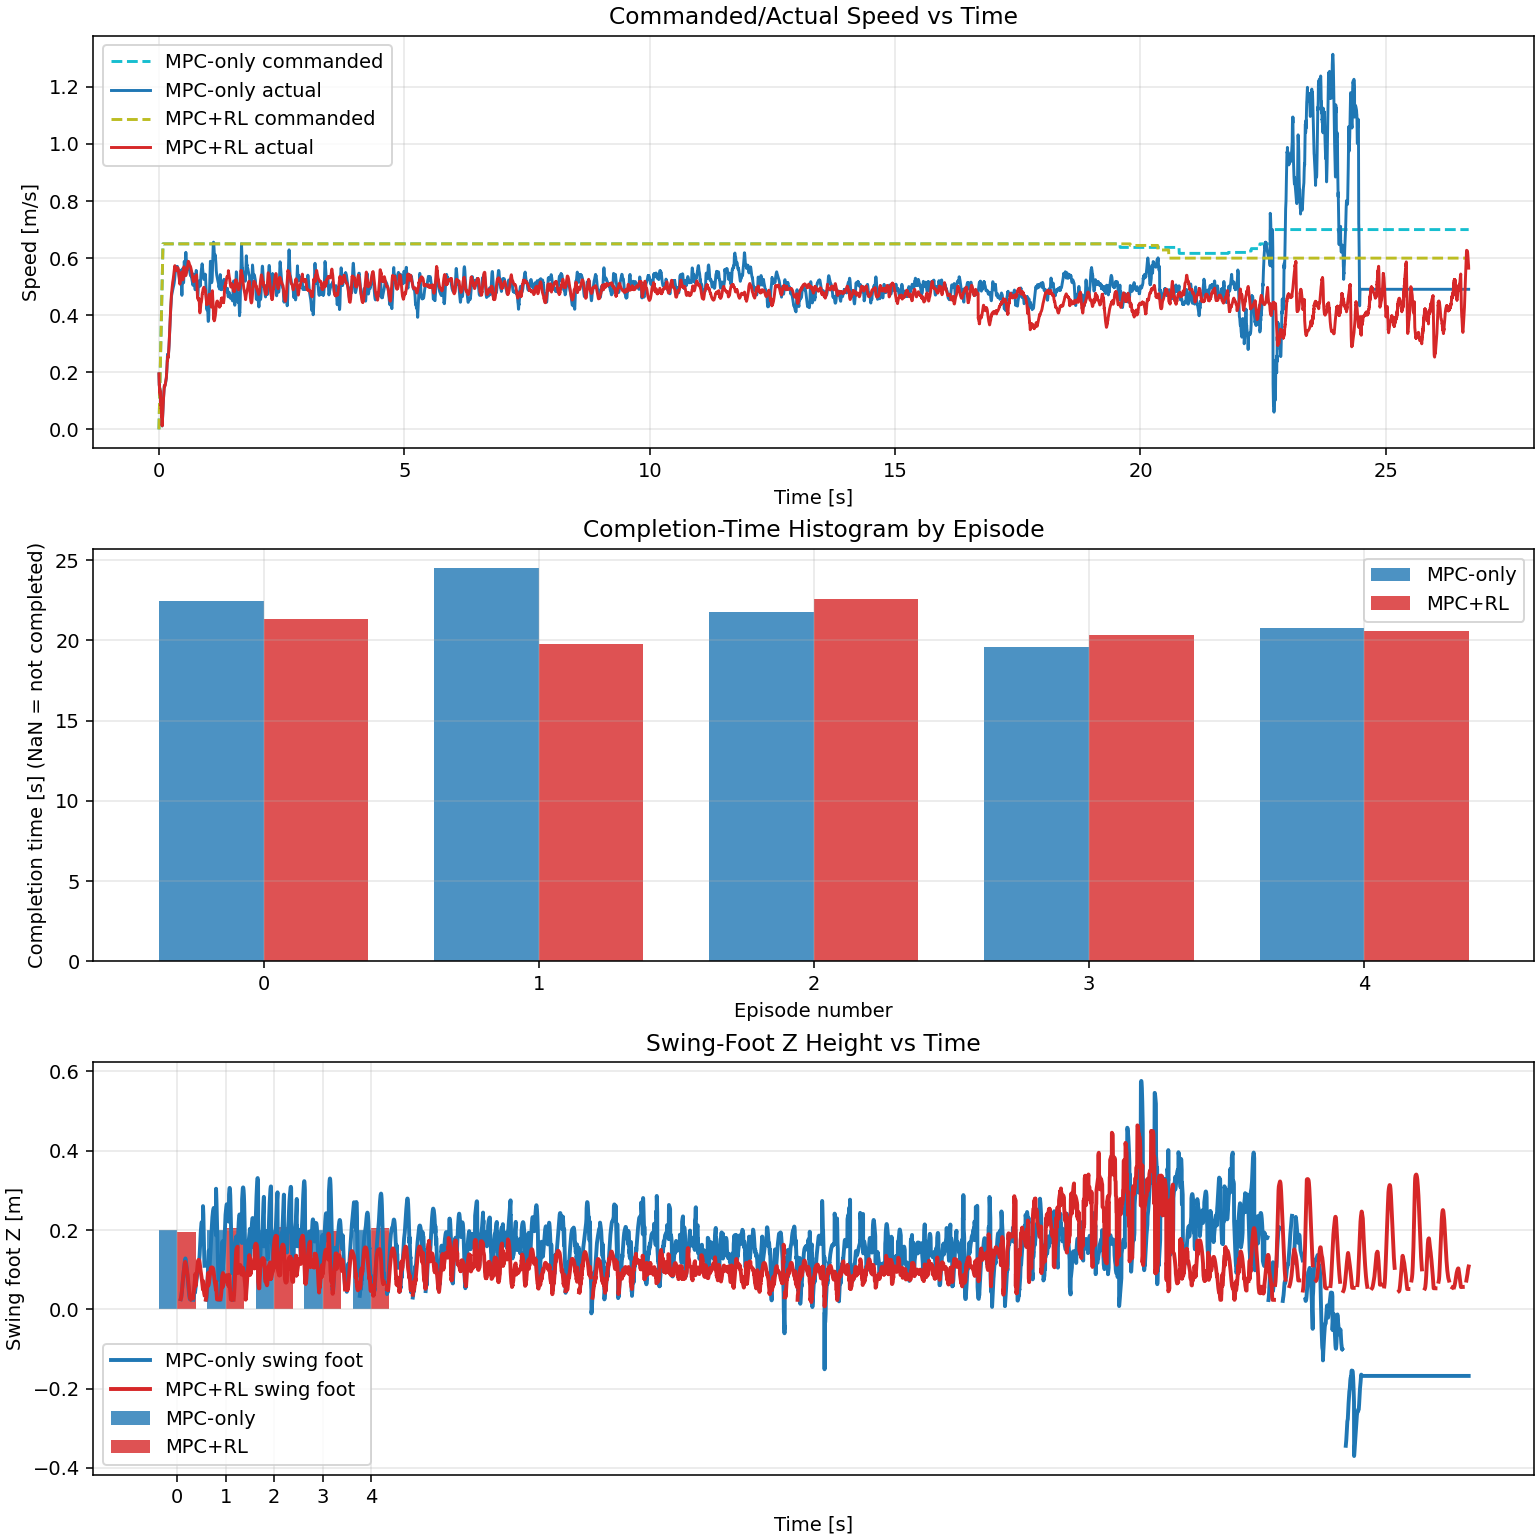 Commanded/Actual Speed vs Time
MPC-only commanded
MPC-only actual
MPC+RL commanded
MPC+RL actual
Speed [m/s]
1.2
1.0
0.8
0.6
0.4
0.2
0.0
0 5 10 15 20 25
Time [s]
Completion-Time Histogram by Episode
MPC-only
MPC+RL
Completion time [s] (NaN = not completed)
25
20
15
10
5
0
0 1 2 3 4
Episode number
Swing-Foot Z Height vs Time
Swing foot Z [m]
0.6
0.4
0.2
0.0
−0.2
−0.4
MPC-only swing foot
MPC+RL swing foot
MPC-only
MPC+RL
0 1 2 3 4
Time [s]